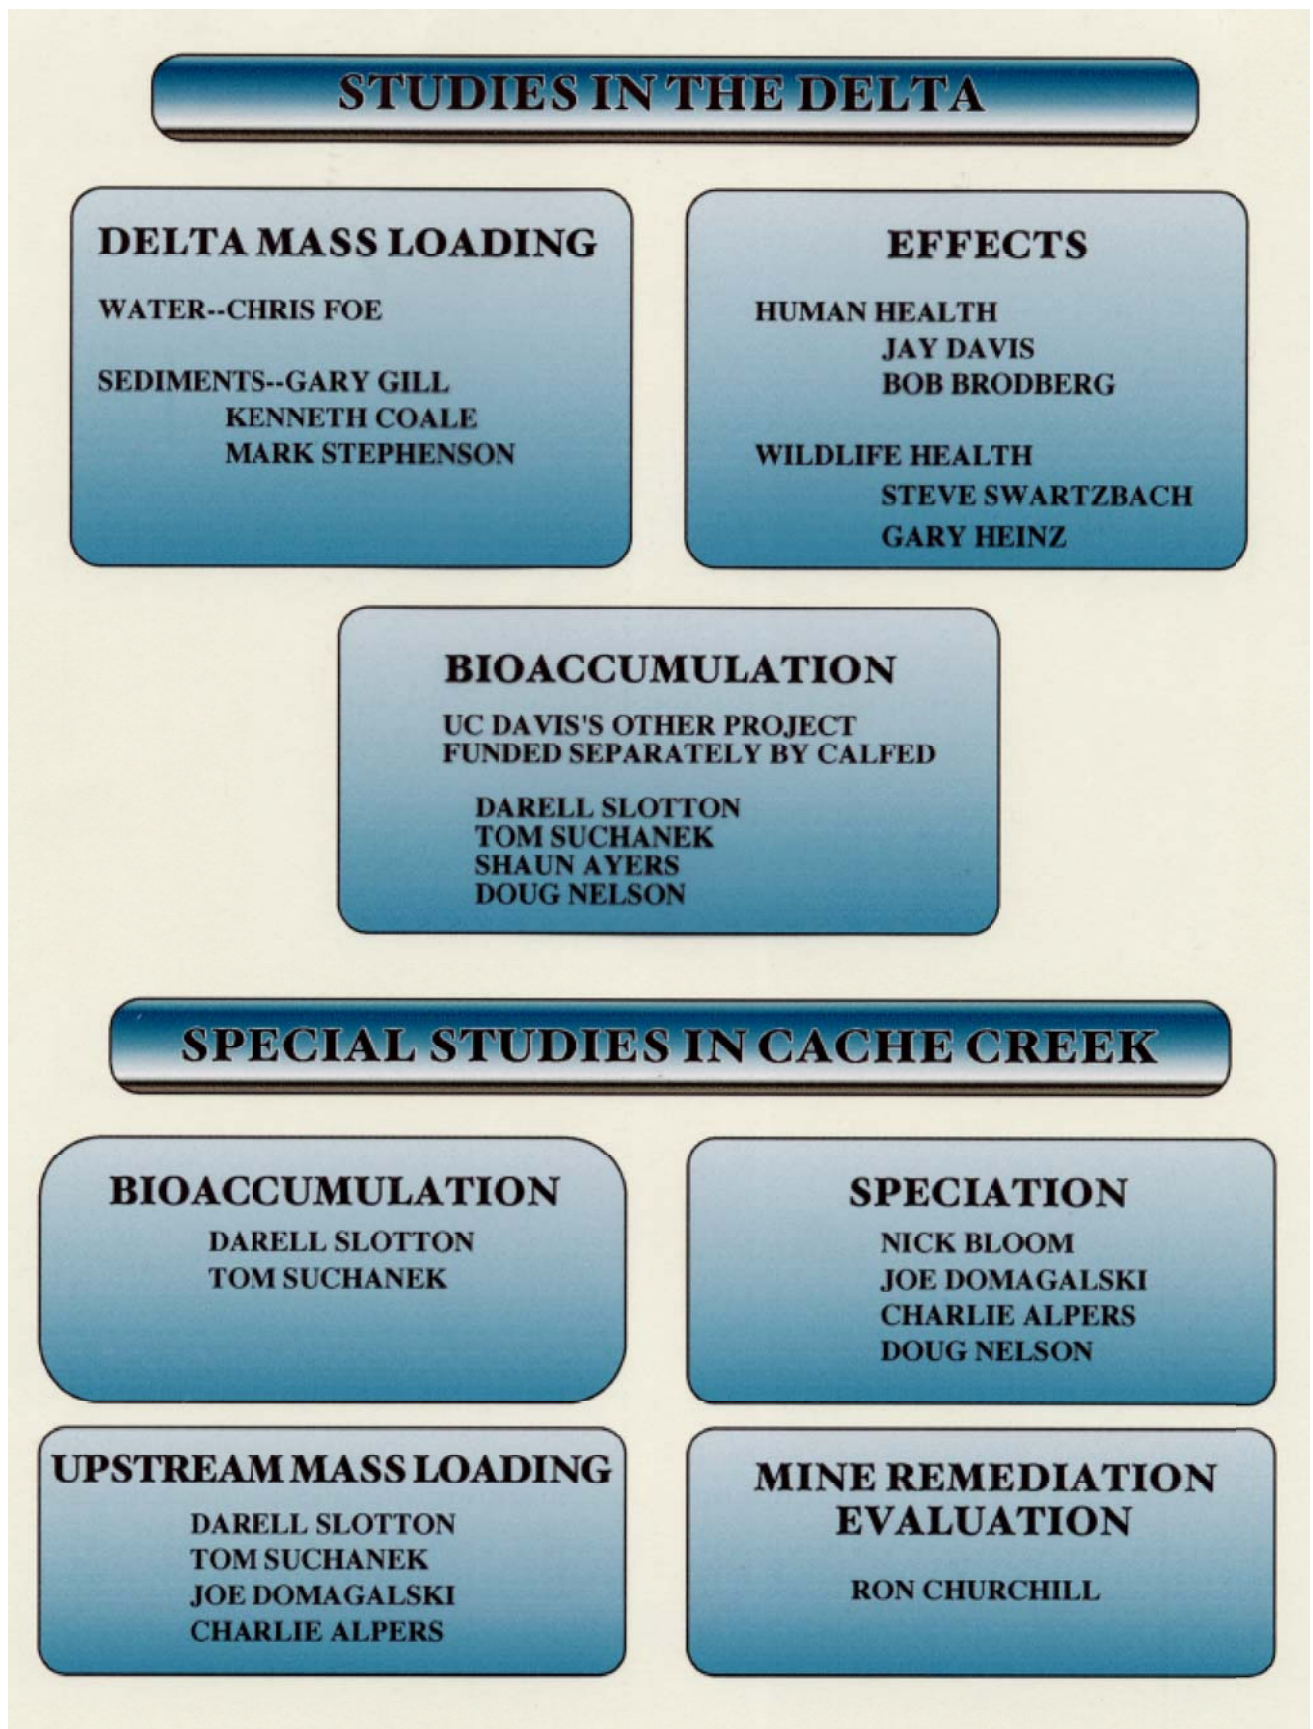 STUDIES IN THE DELTA
DELTA MASS LOADING
WATER--CHRIS FOE
SEDIMENTS--GARY GILL
KENNETH COALE
MARK STEPHENSON
EFFECTS
HUMAN HEALTH
JAY DAVIS
BOB BRODBERG
WILDLIFE HEALTH
STEVE SWARTZBACH
GARY HEINZ
BIOACCUMULATION
UC DAVIS'S OTHER PROJECT
FUNDED SEPARATELY BY CALFED
DARELL SLOTTON
TOM SUCHANEK
SHAUN AYERS
DOUG NELSON
SPECIAL STUDIES IN CACHE CREEK
BIOACCUMULATION
DARELL SLOTTON
TOM SUCHANEK
SPECIATION
NICK BLOOM
JOE DOMAGALSKI
CHARLIE ALPERS
DOUG NELSON
UPSTREAM MASS LOADING
DARELL SLOTTON
TOM SUCHANEK
JOE DOMAGALSKI
CHARLIE ALPERS
MINE REMEDIATION
EVALUATION
RON CHURCHILL